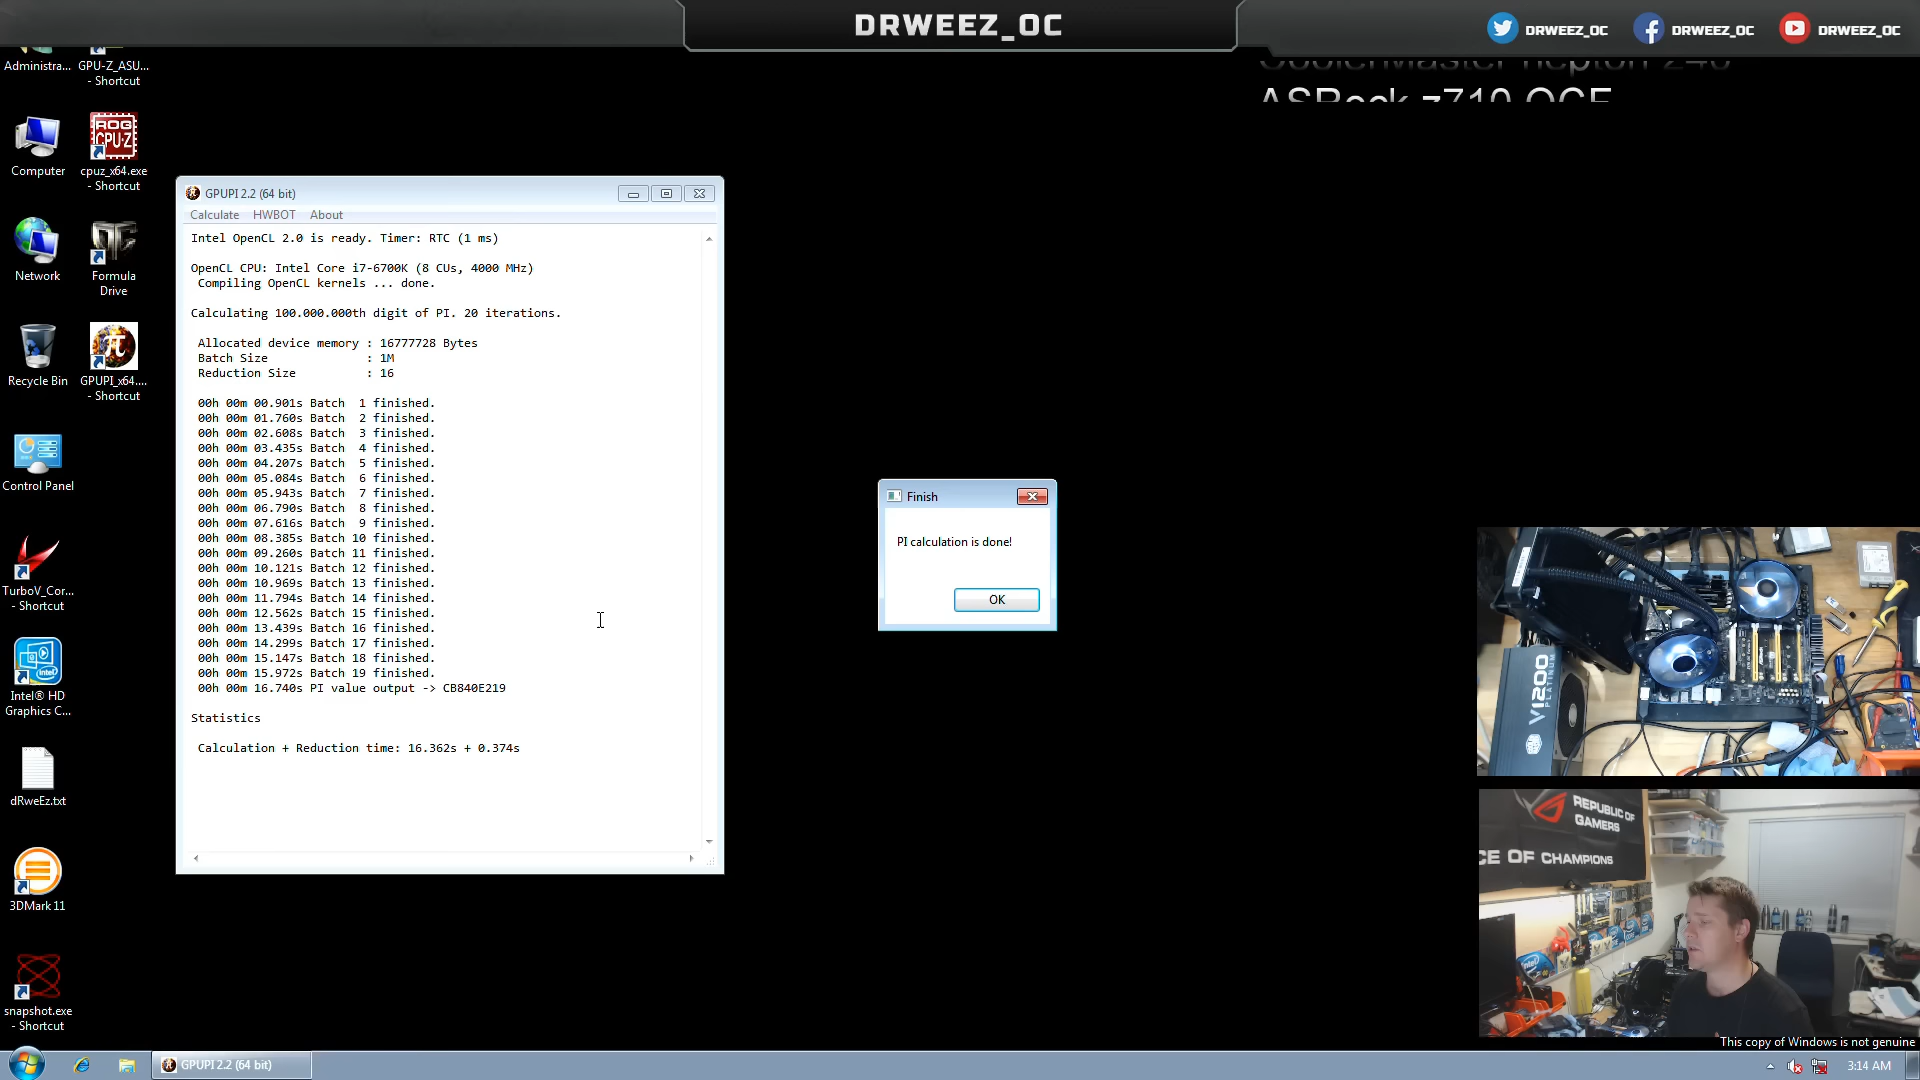 DRWEEZ_OC
DRWEEZ_OC
DRWEEZ_OC
DRWEEZ_OC
CoolerMaster nepton 240
ASRock z710 OCF
Administra...
GPU-Z_ASU...
- Shortcut
Computer
cpuz_x64.exe
- Shortcut
ROG
CPU-Z
Network
Formula
Drive
Recycle Bin
GPUPI_x64....
- Shortcut
Control Panel
TurboV_Cor...
- Shortcut
Intel® HD
Graphics C...
dRweEz.txt
3DMark 11
snapshot.exe
- Shortcut
GPUPI 2.2 (64 bit)
Calculate HWBOT About
Intel OpenCL 2.0 is ready. Timer: RTC (1 ms)
OpenCL CPU: Intel Core i7-6700K (8 CUs, 4000 MHz)
Compiling OpenCL kernels ... done.
Calculating 100.000.000th digit of PI. 20 iterations.
Allocated device memory : 16777728 Bytes
Batch Size : 1M
Reduction Size : 16
00h 00m 00.901s Batch 1 finished.
00h 00m 01.760s Batch 2 finished.
00h 00m 02.608s Batch 3 finished.
00h 00m 03.435s Batch 4 finished.
00h 00m 04.207s Batch 5 finished.
00h 00m 05.084s Batch 6 finished.
00h 00m 05.943s Batch 7 finished.
00h 00m 06.790s Batch 8 finished.
00h 00m 07.616s Batch 9 finished.
00h 00m 08.385s Batch 10 finished.
00h 00m 09.260s Batch 11 finished.
00h 00m 10.121s Batch 12 finished.
00h 00m 10.969s Batch 13 finished.
00h 00m 11.794s Batch 14 finished.
00h 00m 12.562s Batch 15 finished.
00h 00m 13.439s Batch 16 finished.
00h 00m 14.299s Batch 17 finished.
00h 00m 15.147s Batch 18 finished.
00h 00m 15.972s Batch 19 finished.
00h 00m 16.740s PI value output -> CB840E219
Statistics
Calculation + Reduction time: 16.362s + 0.374s
Finish
PI calculation is done!
OK
V1200
PLATINUM
REPUBLIC OF
GAMERS
CE OF CHAMPIONS
This copy of Windows is not genuine
GPUPI 2.2 (64 bit)
3:14 AM